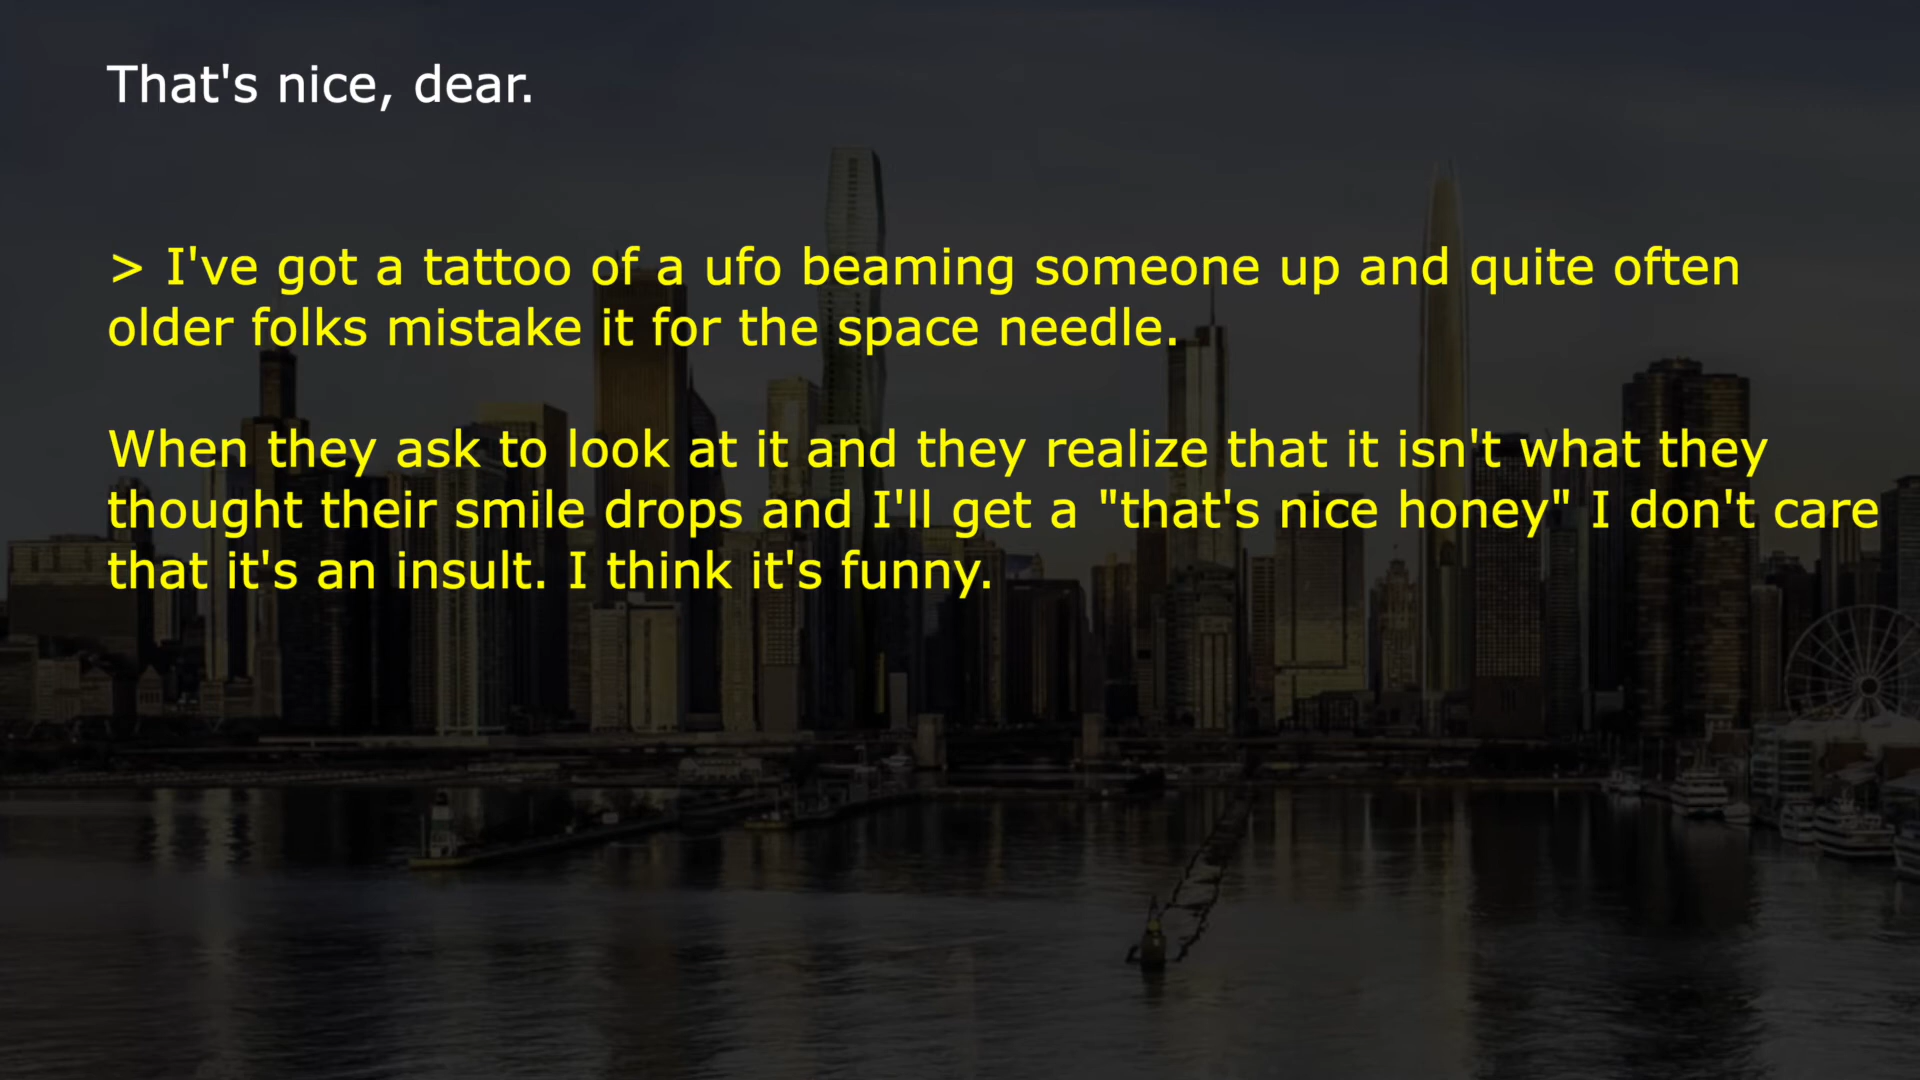 That's nice, dear.
> I've got a tattoo of a ufo beaming someone up and quite often
older folks mistake it for the space needle.
When they ask to look at it and they realize that it isn't what they
thought their smile drops and I'll get a "that's nice honey" I don't care
that it's an insult. I think it's funny.